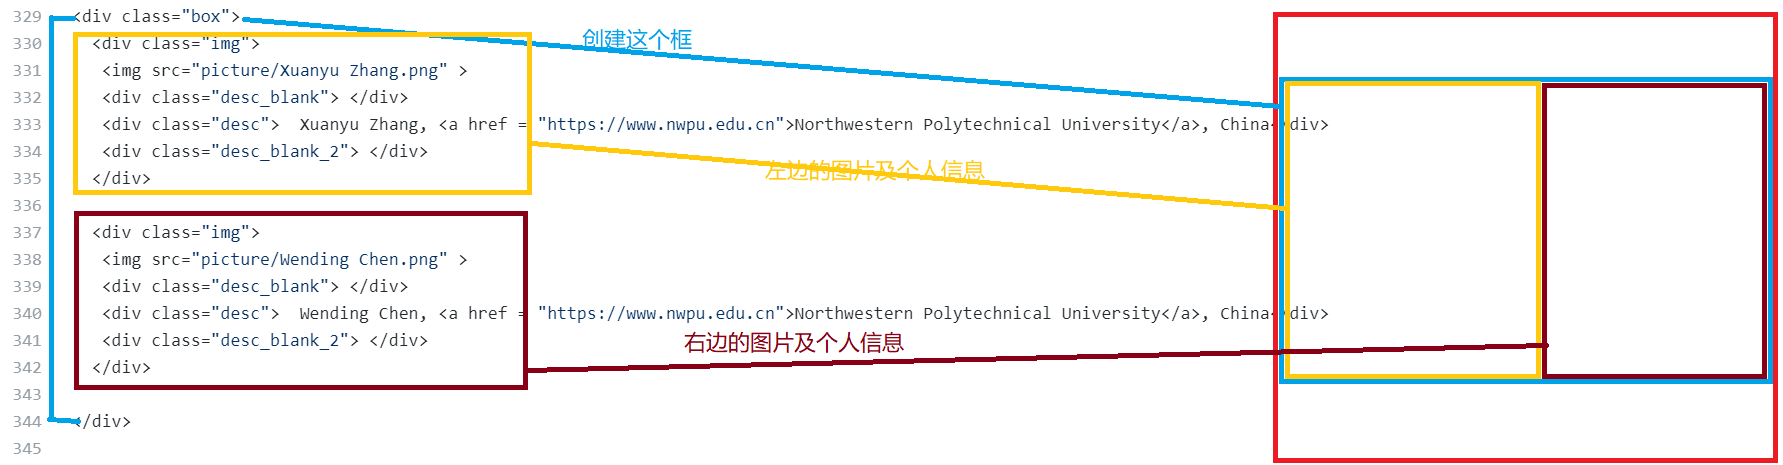 329 <div class="box">
创建这个框
330 <div class="img">
331 <img src="picture/Xuanyu Zhang.png" >
332 <div class="desc_blank"> </div>
333 <div class="desc">  Xuanyu Zhang, <a href = "https://www.nwpu.edu.cn">Northwestern Polytechnical University</a>, China<div>
334 <div class="desc_blank_2"> </div>
左边的图片及个人信息
335 </div>
336
337 <div class="img">
338 <img src="picture/Wending Chen.png" >
339 <div class="desc_blank"> </div>
340 <div class="desc">  Wending Chen, <a href = "https://www.nwpu.edu.cn">Northwestern Polytechnical University</a>, China<div>
341 <div class="desc_blank_2"> </div>
右边的图片及个人信息
342 </div>
343
344 </div>
345